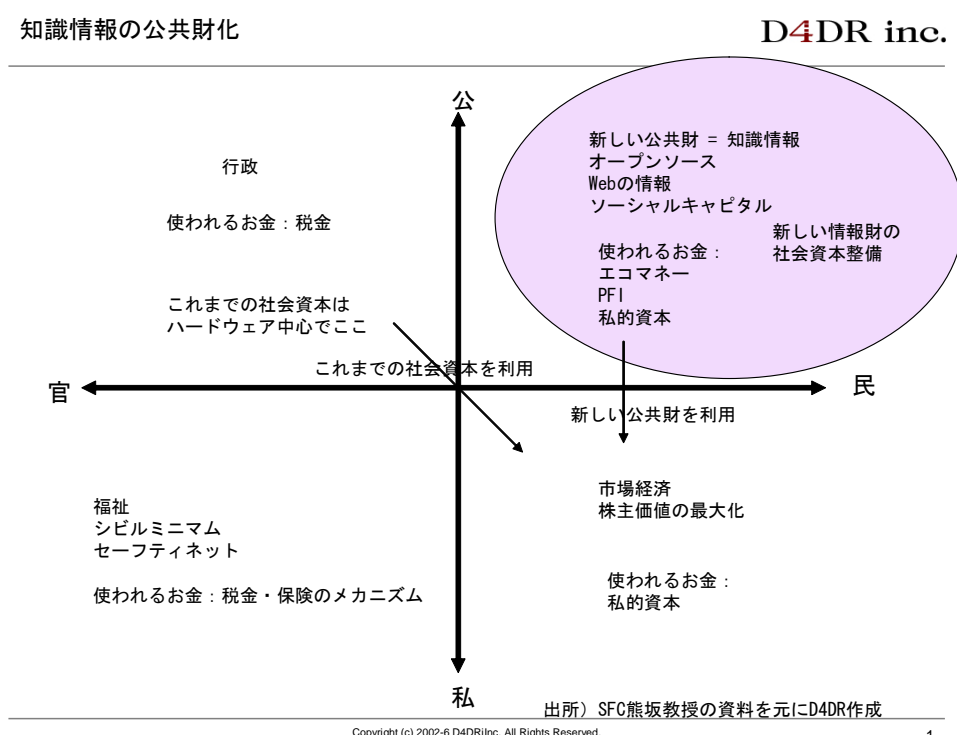 知識情報の公共財化
D4DR inc.
公
行政
使われるお金：税金
これまでの社会資本は
ハードウェア中心でここ
新しい公共財 = 知識情報
オープンソース
Webの情報
ソーシャルキャピタル
新しい情報財の
社会資本整備
使われるお金：
エコマネー
PFI
私的資本
これまでの社会資本を利用
官
民
新しい公共財を利用
福祉
シビルミニマム
セーフティネット
使われるお金：税金・保険のメカニズム
市場経済
株主価値の最大化
使われるお金：
私的資本
私
出所）SFC熊坂教授の資料を元にD4DR作成
Copyright (c) 2002-6 D4DRiInc. All Rights Reserved
1